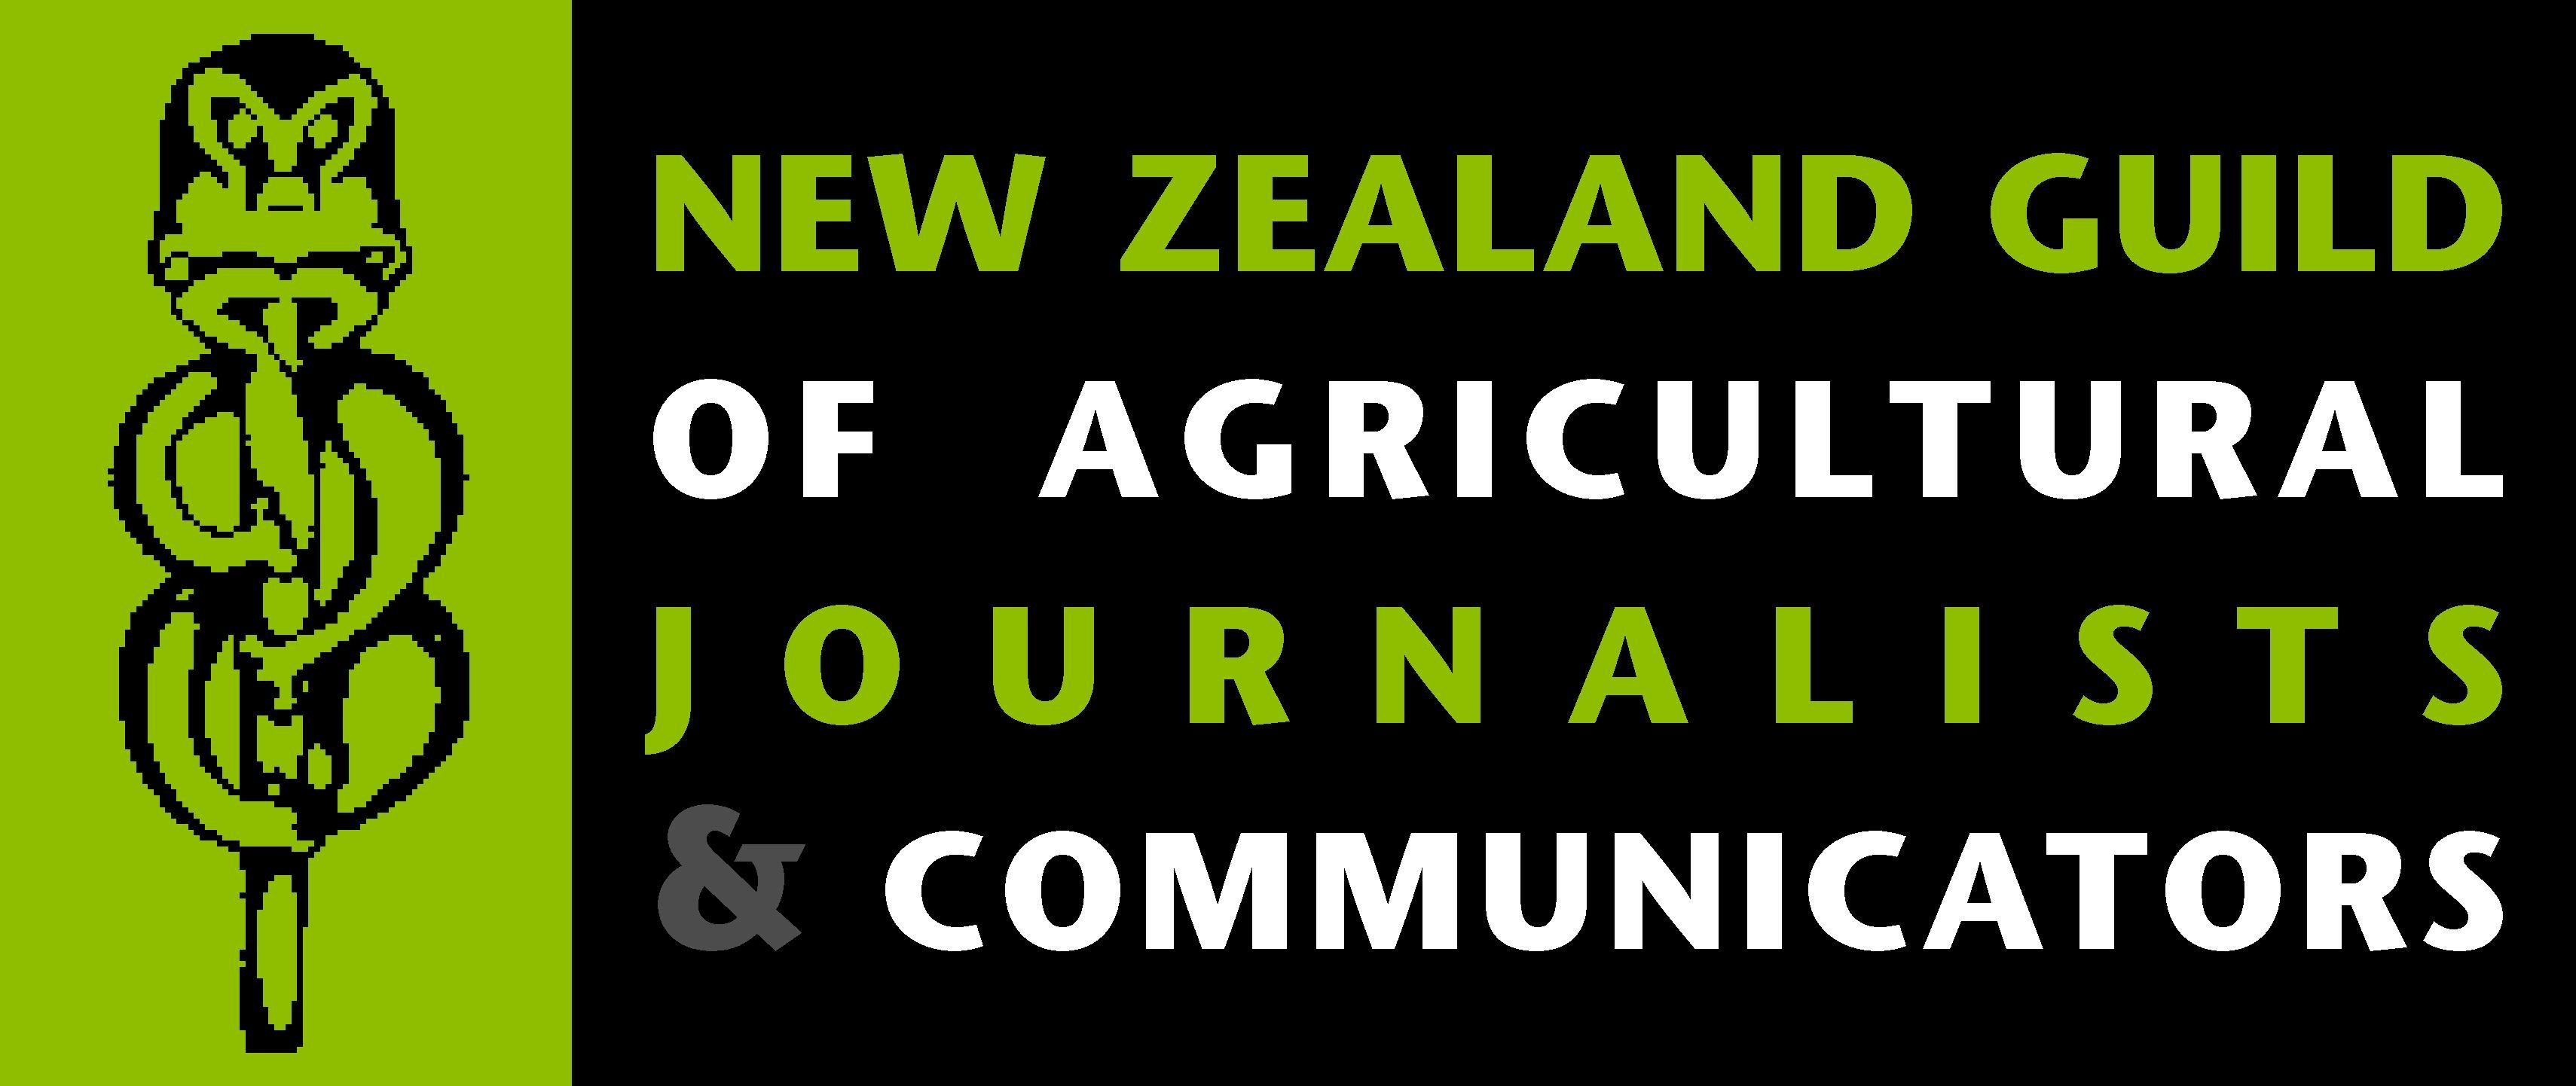 NEW ZEALAND GUILD
OF AGRICULTURAL
JOURNALISTS
& COMMUNICATORS